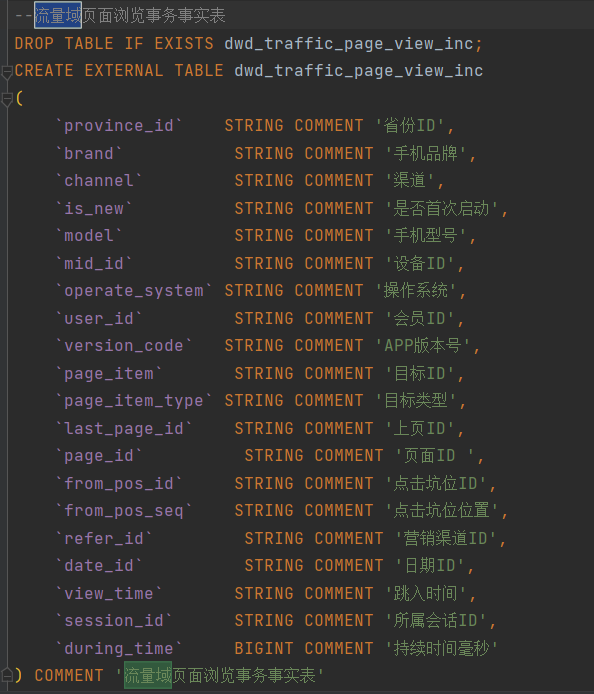 --流量域页面浏览事务事实表
DROP TABLE IF EXISTS dwd_traffic_page_view_inc;
CREATE EXTERNAL TABLE dwd_traffic_page_view_inc
(
    `province_id`    STRING COMMENT '省份ID',
    `brand`           STRING COMMENT '手机品牌',
    `channel`         STRING COMMENT '渠道',
    `is_new`          STRING COMMENT '是否首次启动',
    `model`           STRING COMMENT '手机型号',
    `mid_id`          STRING COMMENT '设备ID',
    `operate_system` STRING COMMENT '操作系统',
    `user_id`         STRING COMMENT '会员ID',
    `version_code`   STRING COMMENT 'APP版本号',
    `page_item`       STRING COMMENT '目标ID',
    `page_item_type` STRING COMMENT '目标类型',
    `last_page_id`    STRING COMMENT '上页ID',
    `page_id`          STRING COMMENT '页面ID ',
    `from_pos_id`     STRING COMMENT '点击坑位ID',
    `from_pos_seq`    STRING COMMENT '点击坑位位置',
    `refer_id`         STRING COMMENT '营销渠道ID',
    `date_id`          STRING COMMENT '日期ID',
    `view_time`       STRING COMMENT '跳入时间',
    `session_id`      STRING COMMENT '所属会话ID',
    `during_time`     BIGINT COMMENT '持续时间毫秒'
) COMMENT '流量域页面浏览事务事实表'